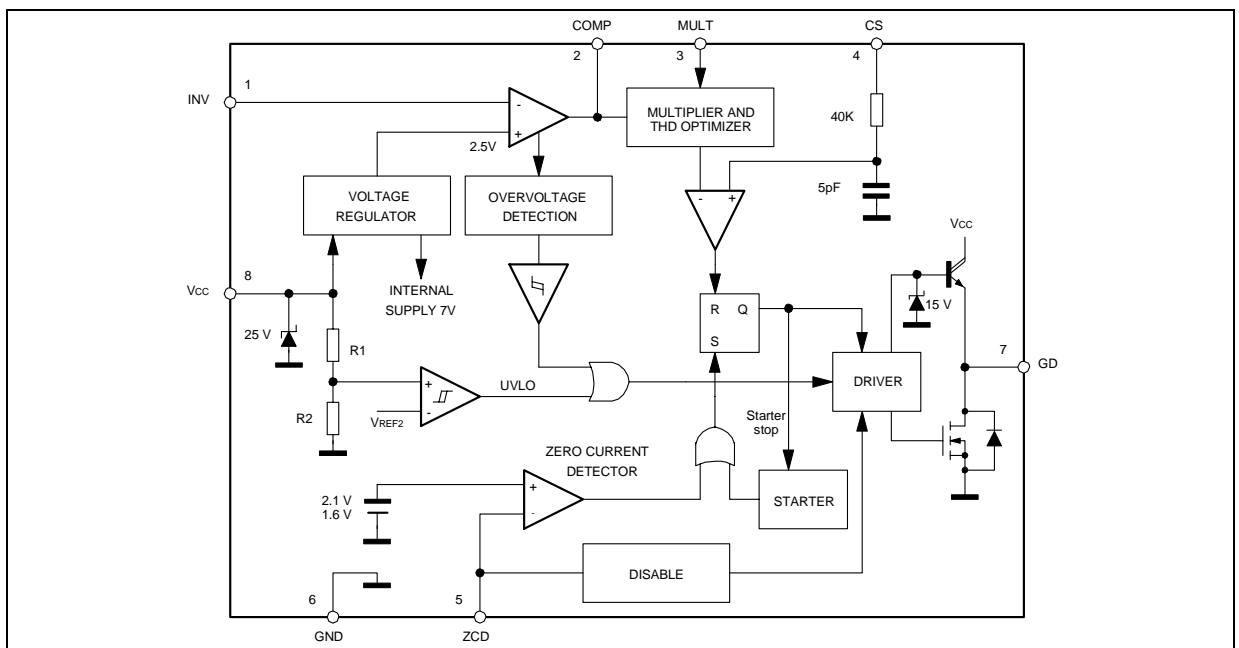 COMP
MULT
CS
2
3
4
1
INV
-
+
2.5V
MULTIPLIER AND
THD OPTIMIZER
40K
5pF
VOLTAGE
REGULATOR
OVERVOLTAGE
DETECTION
-
+
VCC
8
VCC
INTERNAL
SUPPLY 7V
R Q
S
15 V
25 V
R1
7
GD
DRIVER
+
-
UVLO
R2
VREF2
Starter
stop
ZERO CURRENT
DETECTOR
2.1 V
1.6 V
+
-
STARTER
DISABLE
6
5
GND
ZCD